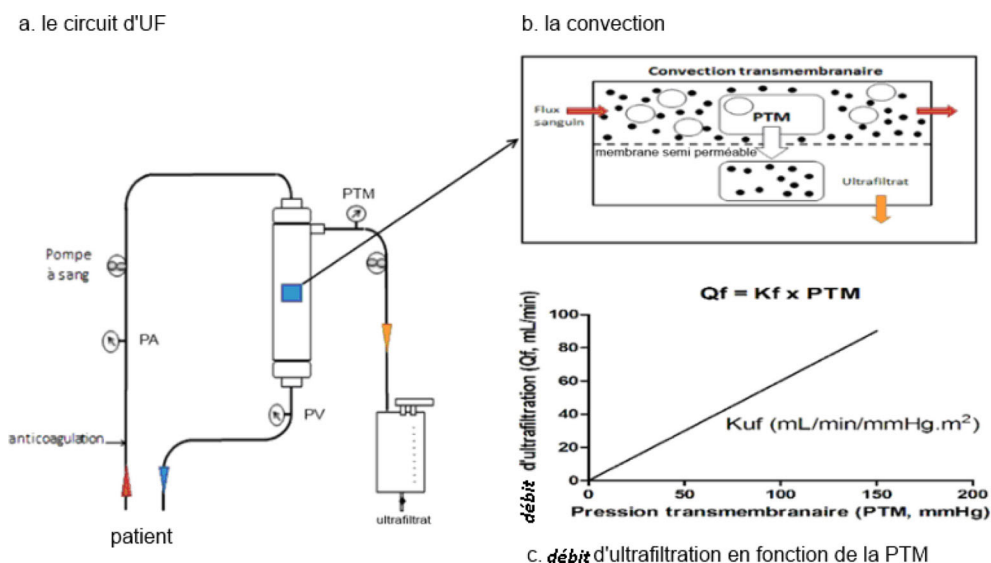 a. le circuit d'UF
PTM
Pompe
à sang
PA
PV
anticoagulation
ultrafiltrat
patient
b. la convection
Convection transmembranaire
Flux
sanguin
PTM
membrane semi perméable
Ultrafiltrat
Qf = Kf x PTM
débit d'ultrafiltration (Qf, mL/min)
100
80
60
40
20
0
Kuf (mL/min/mmHg.m²)
0 50 100 150 200
Pression transmembranaire (PTM, mmHg)
c. débit d'ultrafiltration en fonction de la PTM